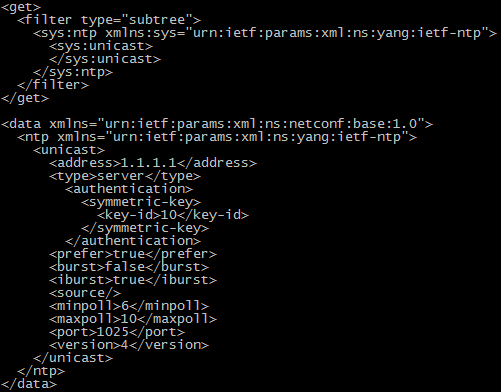 <get>
  <filter type="subtree">
    <sys:ntp xmlns:sys="urn:ietf:params:xml:ns:yang:ietf-ntp">
      <sys:unicast>
      </sys:unicast>
    </sys:ntp>
  </filter>
</get>

<data xmlns="urn:ietf:params:xml:ns:netconf:base:1.0">
  <ntp xmlns="urn:ietf:params:xml:ns:yang:ietf-ntp">
    <unicast>
      <address>1.1.1.1</address>
      <type>server</type>
        <authentication>
          <symmetric-key>
            <key-id>10</key-id>
          </symmetric-key>
        </authentication>
      <prefer>true</prefer>
      <burst>false</burst>
      <iburst>true</iburst>
      <source/>
      <minpoll>6</minpoll>
      <maxpoll>10</maxpoll>
      <port>1025</port>
      <version>4</version>
    </unicast>
  </ntp>
</data>